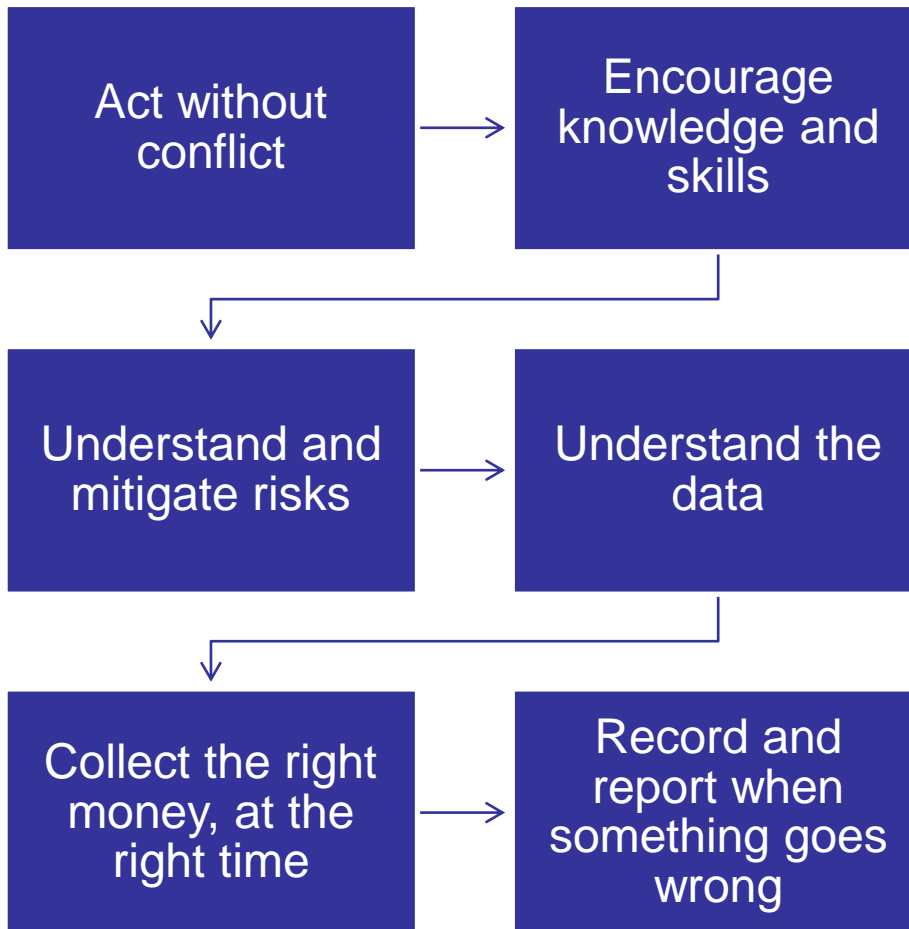 Act without
conflict
Encourage
knowledge and
skills
Understand and
mitigate risks
Understand the
data
Collect the right
money, at the
right time
Record and
report when
something goes
wrong